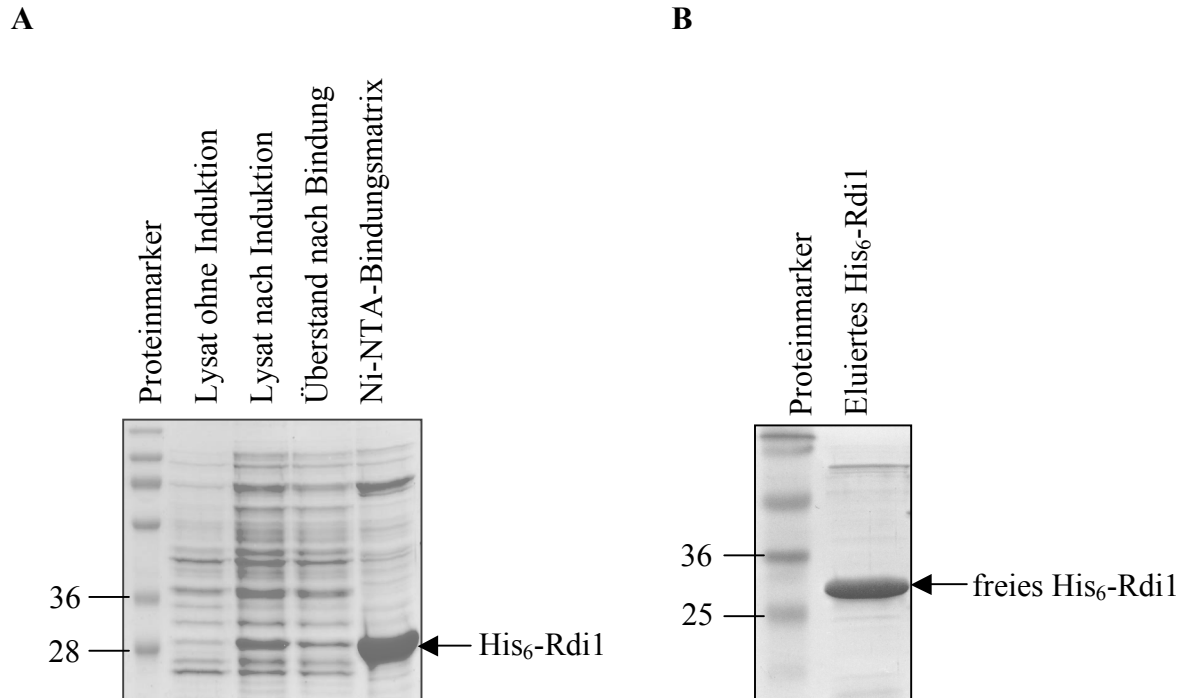 A
Proteinmarker
Lysat ohne Induktion
Lysat nach Induktion
Überstand nach Bindung
Ni-NTA-Bindungsmatrix
36
28
His₆-Rdi1
B
Proteinmarker
Eluiertes His₆-Rdi1
36
25
freies His₆-Rdi1